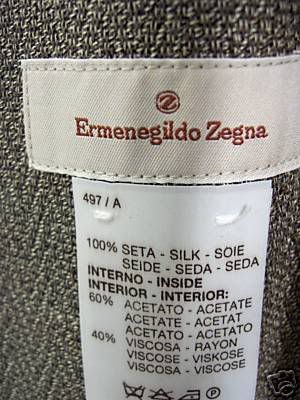 Ermenegildo Zegna
497 / A
100% SETA - SILK - SOIE
SEIDE - SEDA - SEDA
INTERNO - INSIDE
INTERIOR - INTERIOR:
60% ACETATO - ACETATE
ACETATE - ACETAT
ACETATO - ACETATO
40% VISCOSA - RAYON
VISCOSE - VISKOSE
VISCOSA - VISCOSE